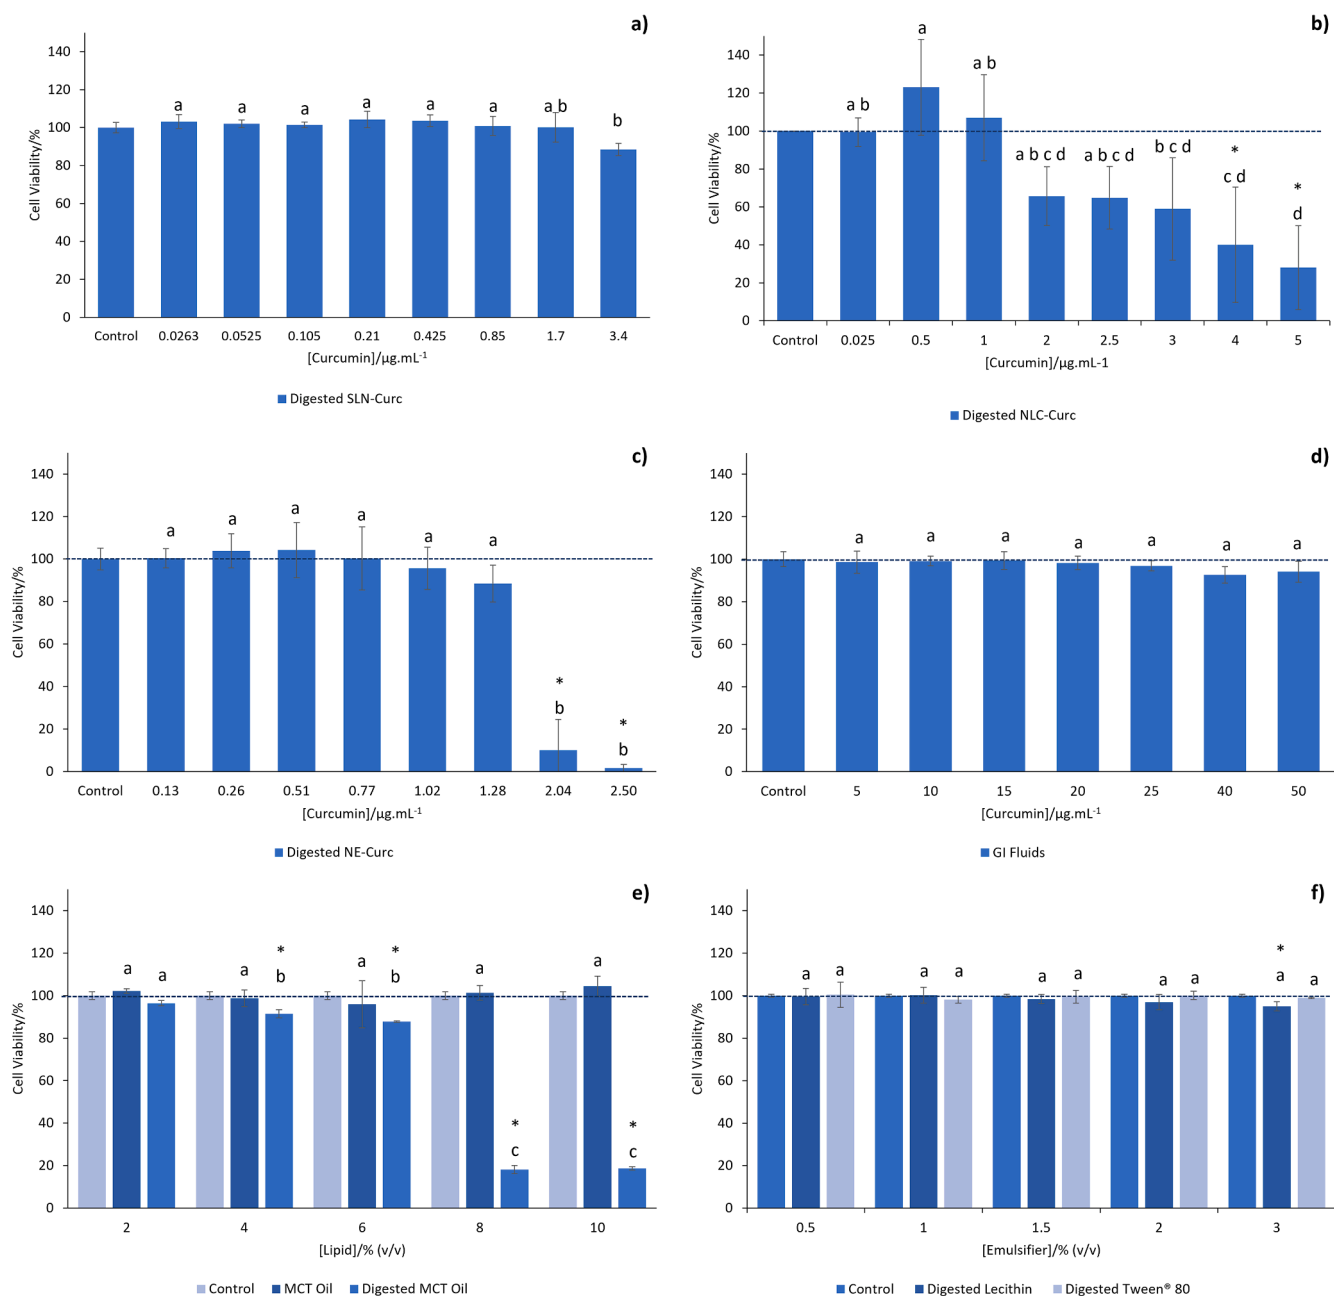 a)
140
120
100
80
60
40
20
0
Cell Viability/%
a a a a a a a b b
Control 0.0263 0.0525 0.105 0.21 0.425 0.85 1.7 3.4
[Curcumin]/µg.mL-1
Digested SLN-Curc
b)
140
120
100
80
60
40
20
0
Cell Viability/%
a b a a b a b c d a b c d b c d * c d * d
Control 0.025 0.5 1 2 2.5 3 4 5
[Curcumin]/µg.mL-1
Digested NLC-Curc
c)
140
120
100
80
60
40
20
0
Cell Viability/%
a a a a a a * b * b
Control 0.13 0.26 0.51 0.77 1.02 1.28 2.04 2.50
[Curcumin]/µg.mL-1
Digested NE-Curc
d)
140
120
100
80
60
40
20
0
Cell Viability/%
a a a a a a a
Control 5 10 15 20 25 40 50
[Curcumin]/µg.mL-1
GI Fluids
e)
140
120
100
80
60
40
20
0
Cell Viability/%
a a a * b a * b a * c a * c
2 4 6 8 10
[Lipid]/% (v/v)
Control MCT Oil Digested MCT Oil
f)
140
120
100
80
60
40
20
0
Cell Viability/%
a a a a a a a a * a a
0.5 1 1.5 2 3
[Emulsifier]/% (v/v)
Control Digested Lecithin Digested Tween® 80